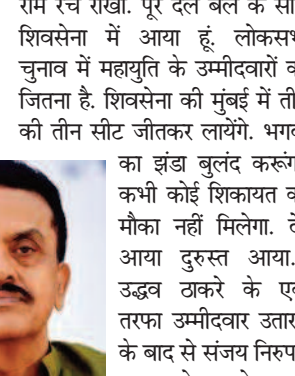 राम रचि राखा. पूरे दल बल के सा
शिवसेना में आया हूं. लोकसभ
चुनाव में महायुति के उम्मीदवारों क
जितना है. शिवसेना की मुंबई में ती
की तीन सीट जीतकर लायेंगे. भगव
का झंडा बुलंद करूंग
कभी कोई शिकायत क
मौका नहीं मिलेगा. दे
आया दुरुस्त आया.
उद्धव ठाकरे के एक
तरफा उम्मीदवार उतार
के बाद से संजय निरुप